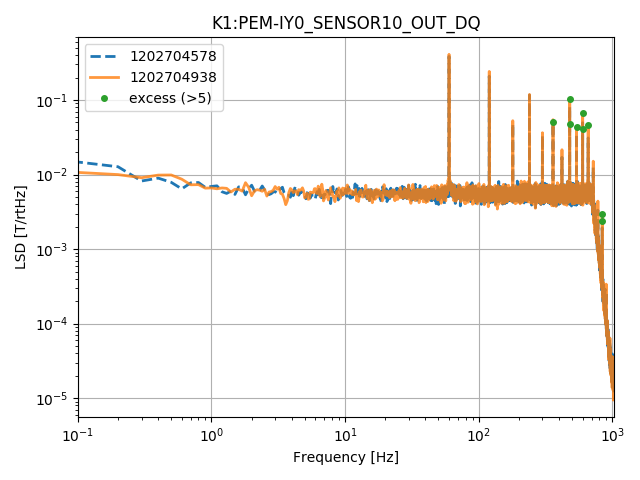 K1:PEM-IY0_SENSOR10_OUT_DQ
1202704578
1202704938
excess (>5)
LSD [T/rtHz]
10⁻¹
10⁻²
10⁻³
10⁻⁴
10⁻⁵
10⁻¹ 10⁰ 10¹ 10² 10³
Frequency [Hz]